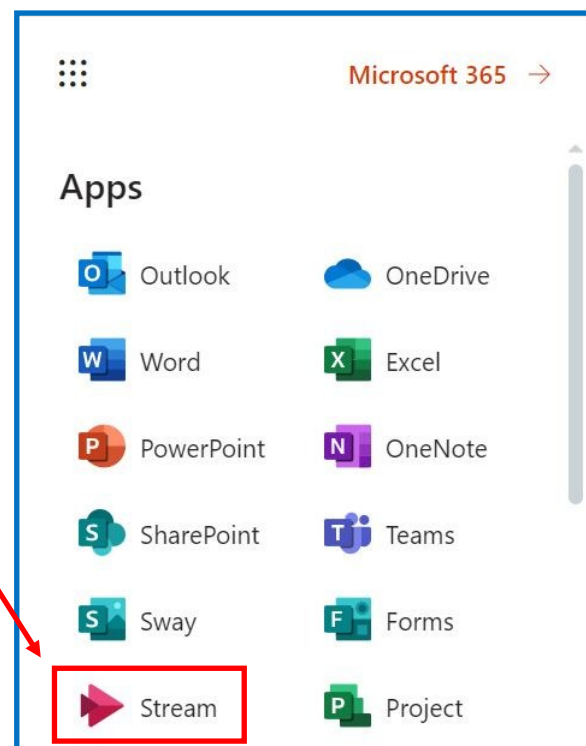 Microsoft 365 →
Apps
Outlook OneDrive
Word Excel
PowerPoint OneNote
SharePoint Teams
Sway Forms
Stream Project